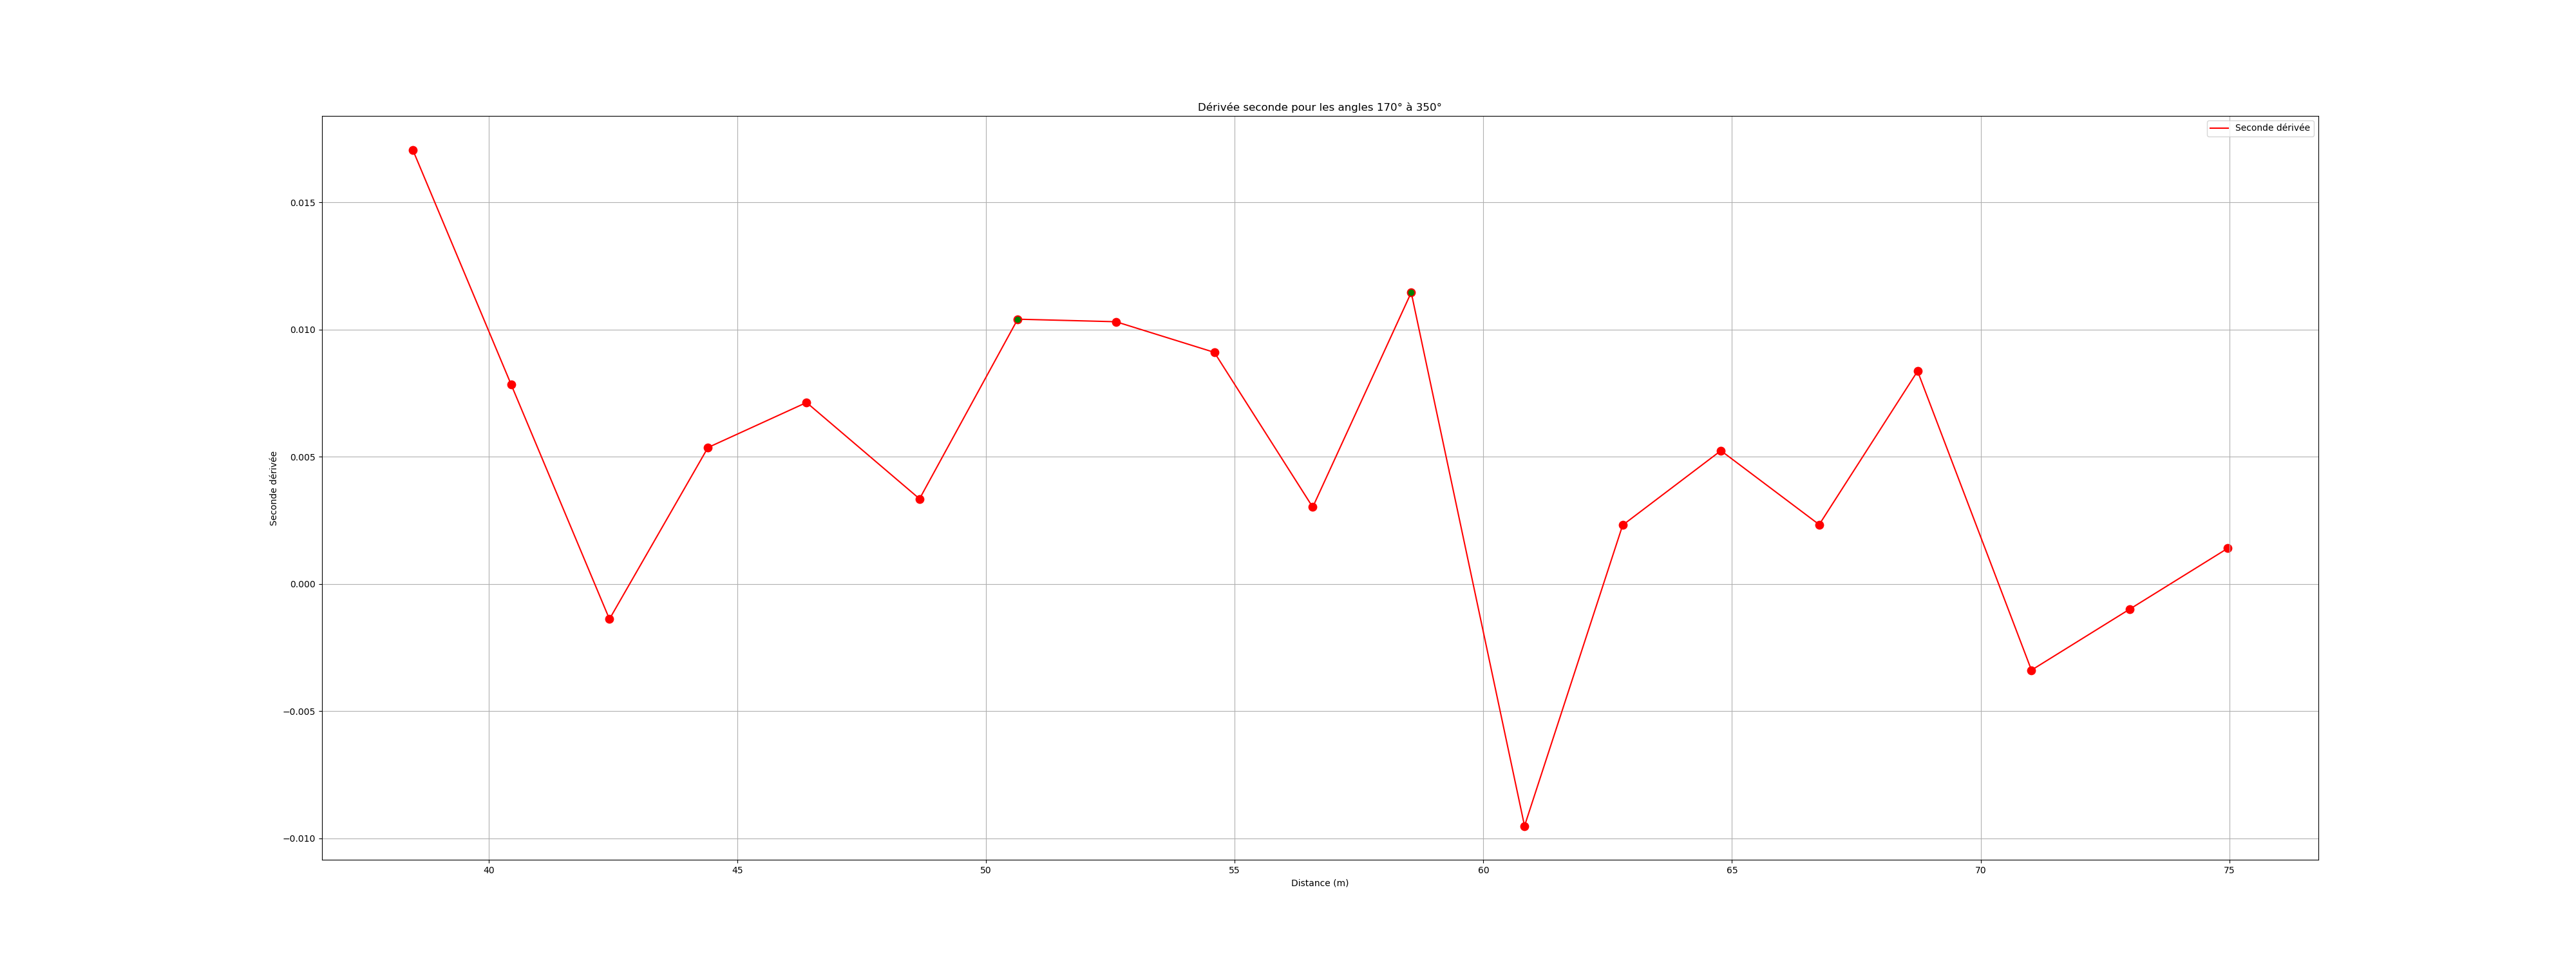 Dérivée seconde pour les angles 170° à 350°
Seconde dérivée
0.015
0.010
0.005
0.000
−0.005
−0.010
Seconde dérivée
40 45 50 55 60 65 70 75
Distance (m)